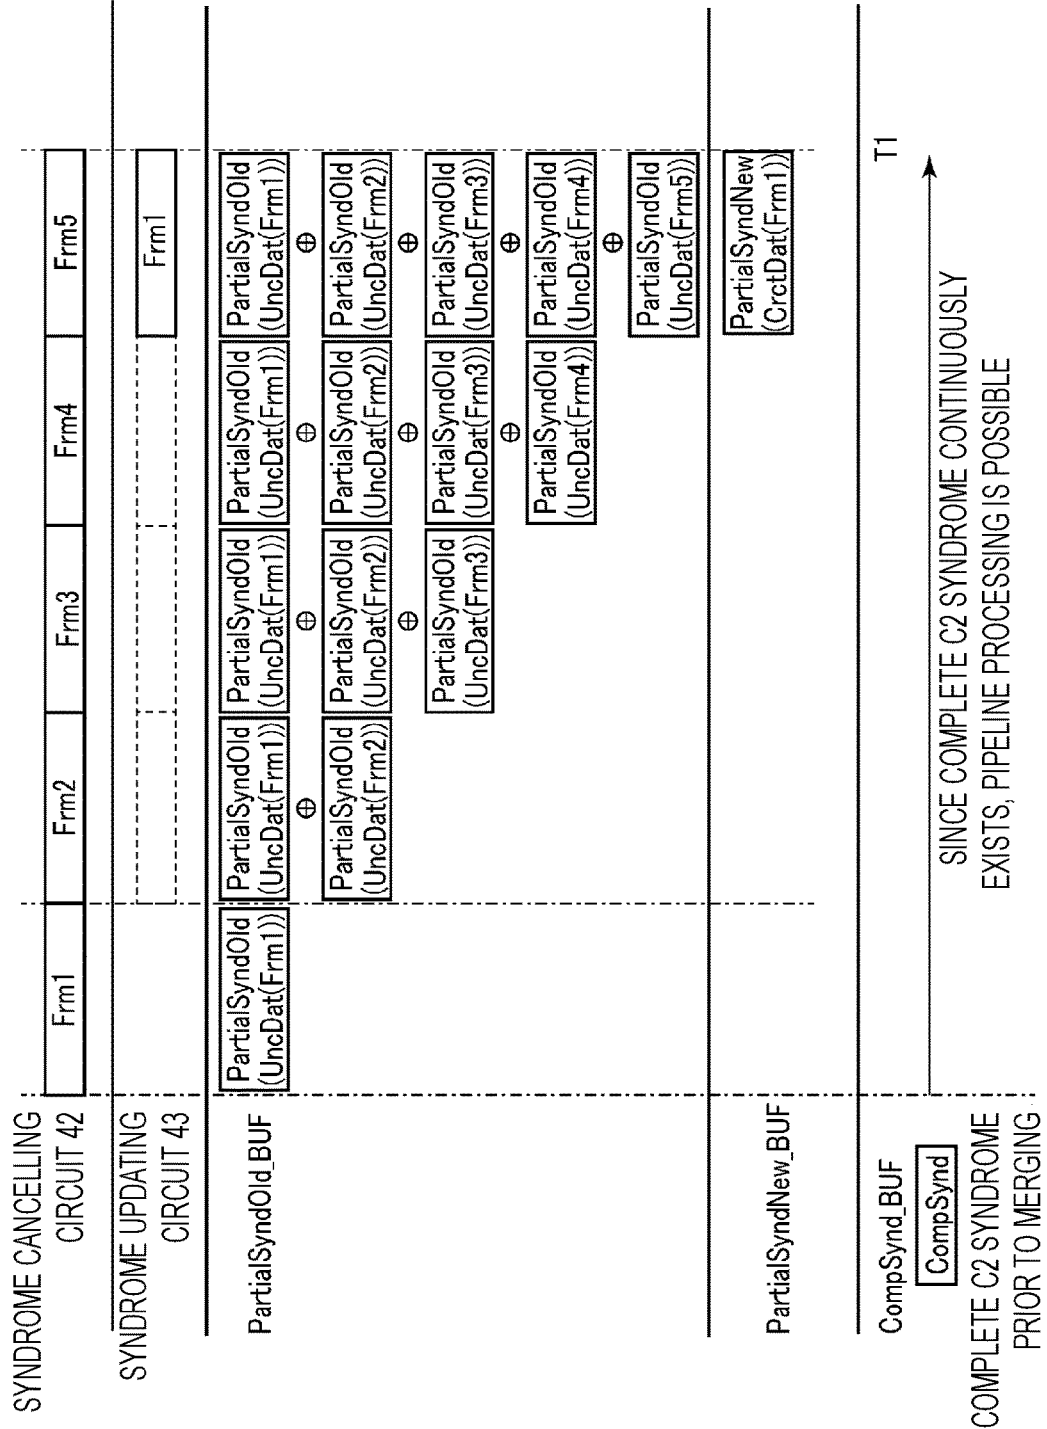 SYNDROME CANCELLING
CIRCUIT 42
Frm1
Frm2
Frm3
Frm4
Frm5
SYNDROME UPDATING
CIRCUIT 43
Frm1
PartialSyndOld_BUF
PartialSyndOld
(UncDat(Frm1))
PartialSyndOld
(UncDat(Frm1))
⊕
PartialSyndOld
(UncDat(Frm2))
PartialSyndOld
(UncDat(Frm1))
⊕
PartialSyndOld
(UncDat(Frm2))
⊕
PartialSyndOld
(UncDat(Frm3))
PartialSyndOld
(UncDat(Frm1))
⊕
PartialSyndOld
(UncDat(Frm2))
⊕
PartialSyndOld
(UncDat(Frm3))
⊕
PartialSyndOld
(UncDat(Frm4))
PartialSyndOld
(UncDat(Frm1))
⊕
PartialSyndOld
(UncDat(Frm2))
⊕
PartialSyndOld
(UncDat(Frm3))
⊕
PartialSyndOld
(UncDat(Frm4))
⊕
PartialSyndOld
(UncDat(Frm5))
PartialSyndNew_BUF
PartialSyndNew
(CrctDat(Frm1))
CompSynd_BUF
CompSynd
COMPLETE C2 SYNDROME
PRIOR TO MERGING
T1
SINCE COMPLETE C2 SYNDROME CONTINUOUSLY
EXISTS, PIPELINE PROCESSING IS POSSIBLE